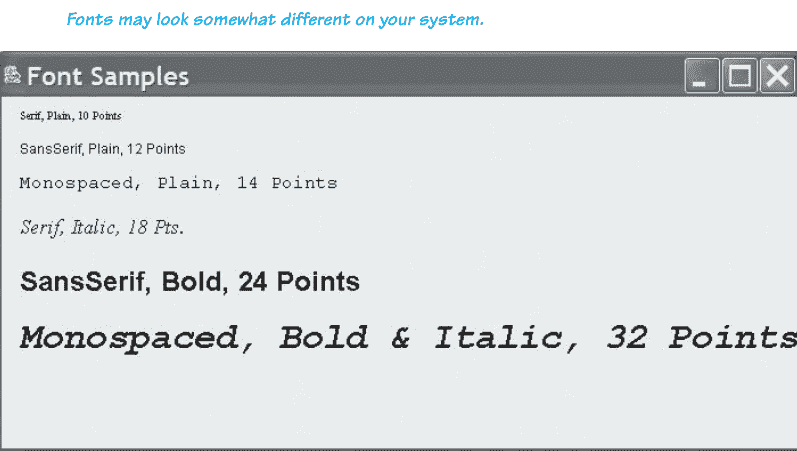 Fonts may look somewhat different on your system.
Font Samples
Serif, Plain, 10 Points
SansSerif, Plain, 12 Points
Monospaced, Plain, 14 Points
Serif, Italic, 18 Pts.
SansSerif, Bold, 24 Points
Monospaced, Bold & Italic, 32 Points